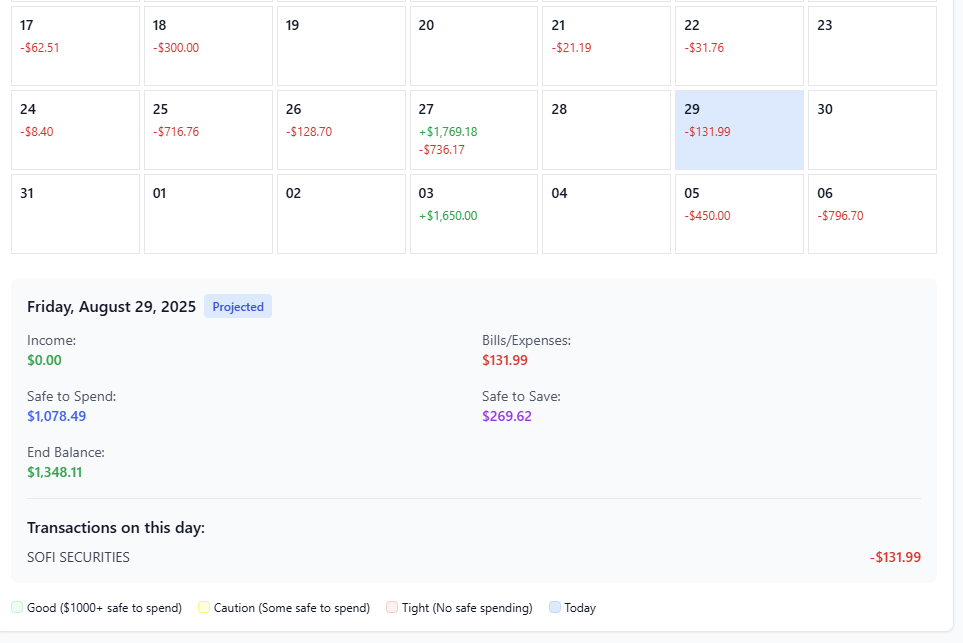 17 18 19 20 21 22 23
-$62.51 -$300.00 -$21.19 -$31.76
24 25 26 27 28 29 30
-$8.40 -$716.76 -$128.70 +$1,769.18 -$131.99
-$736.17
31 01 02 03 04 05 06
+$1,650.00 -$450.00 -$796.70
Friday, August 29, 2025 Projected
Income: Bills/Expenses:
$0.00 $131.99
Safe to Spend: Safe to Save:
$1,078.49 $269.62
End Balance:
$1,348.11
Transactions on this day:
SOFI SECURITIES -$131.99
Good ($1000+ safe to spend) Caution (Some safe to spend) Tight (No safe spending) Today